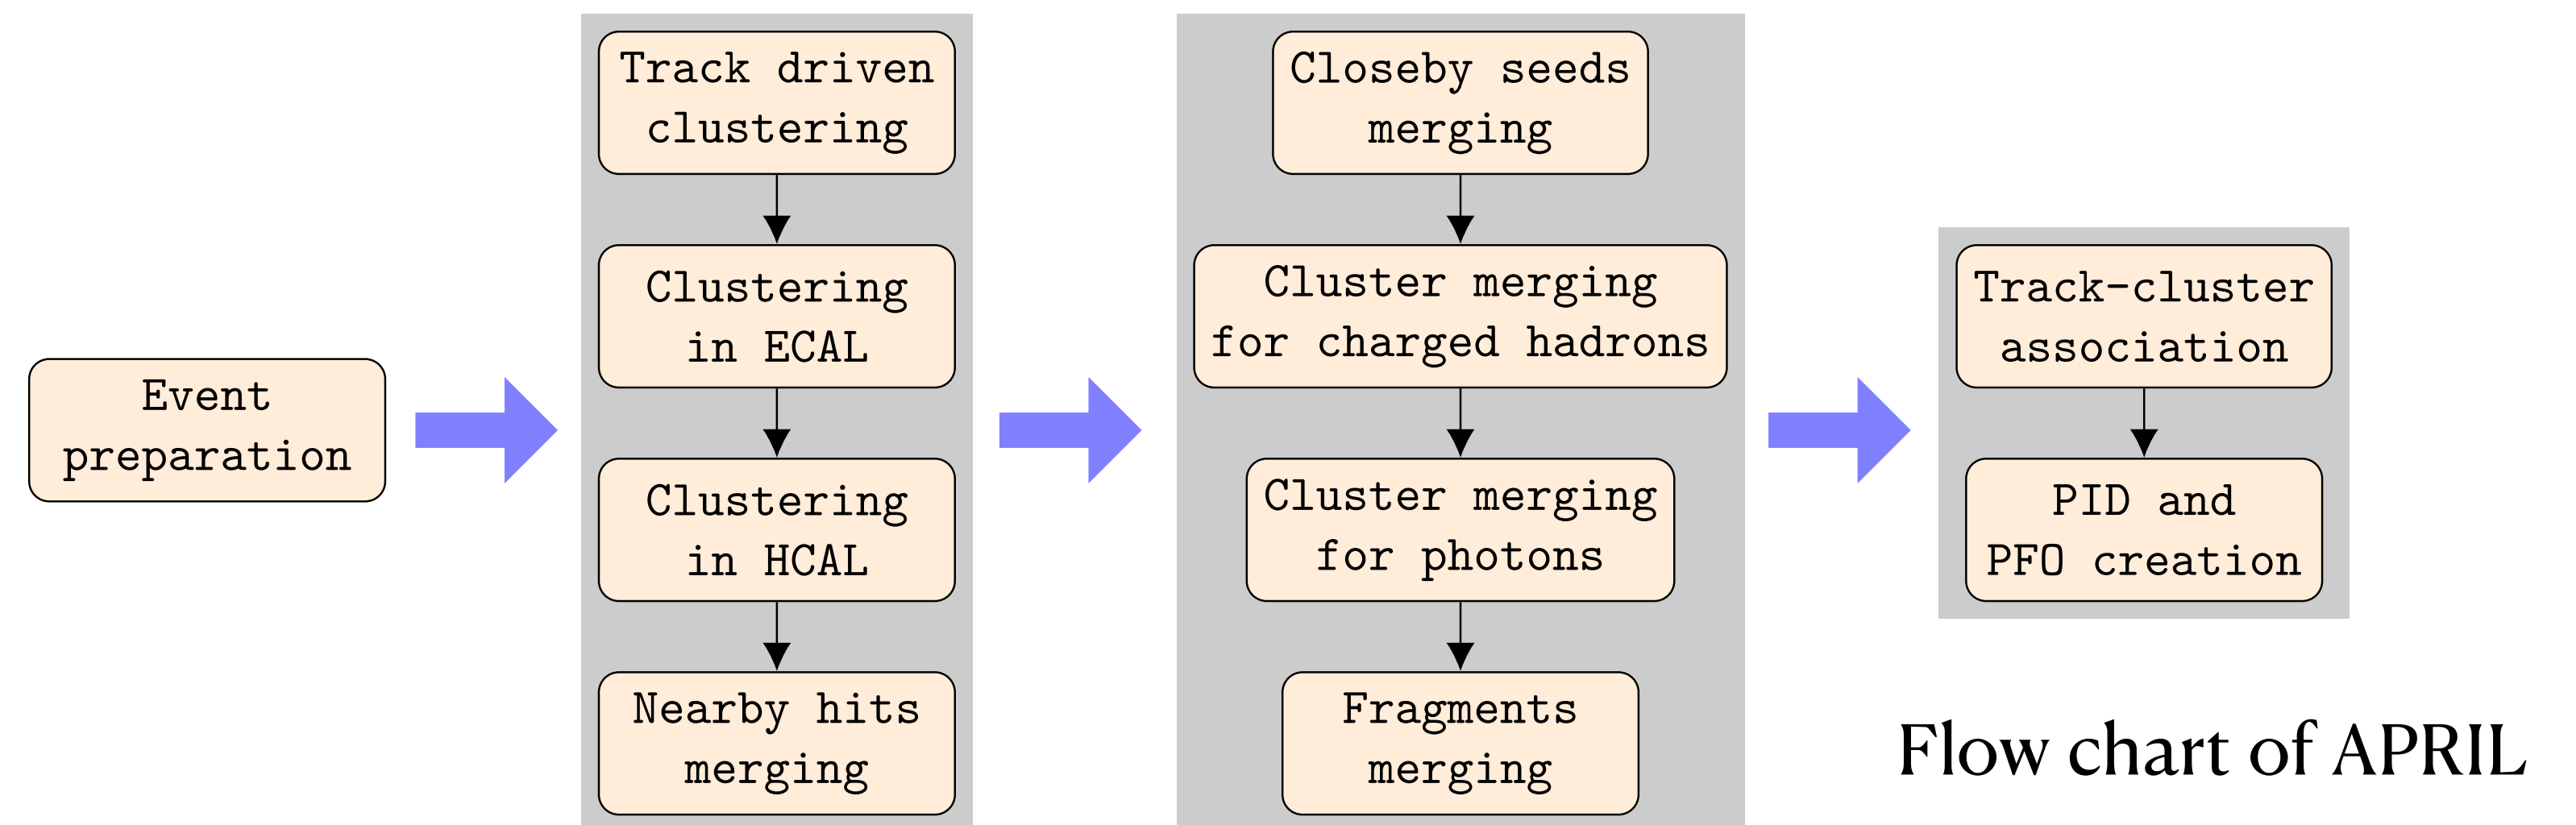 Event
preparation
Track driven
clustering
Clustering
in ECAL
Clustering
in HCAL
Nearby hits
merging
Closeby seeds
merging
Cluster merging
for charged hadrons
Cluster merging
for photons
Fragments
merging
Track-cluster
association
PID and
PFO creation
Flow chart of APRIL